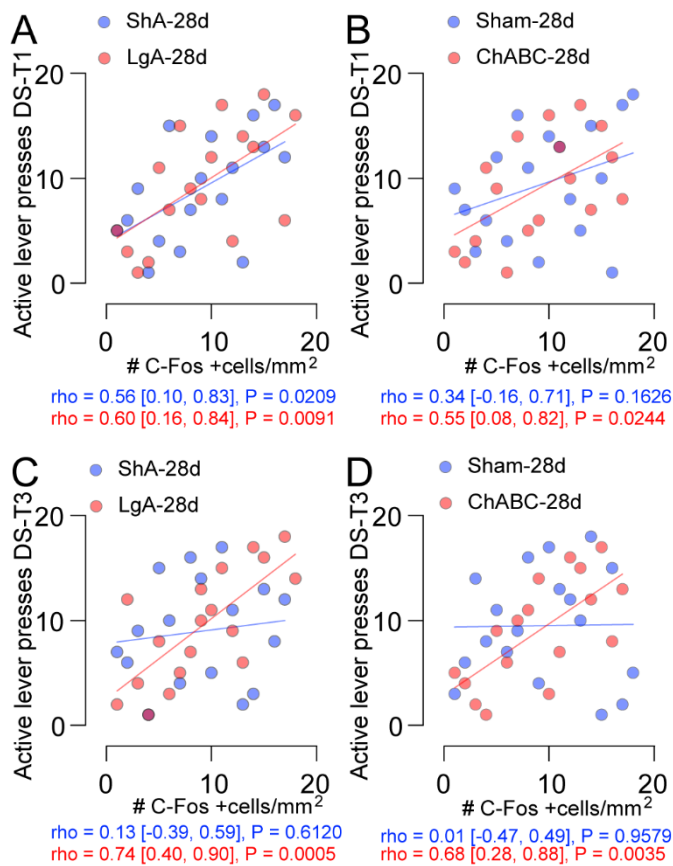 A
ShA-28d
LgA-28d
Active lever presses DS-T1
20
10
0
0
10
20
# C-Fos +cells/mm²
rho = 0.56 [0.10, 0.83], P = 0.0209
rho = 0.60 [0.16, 0.84], P = 0.0091
B
Sham-28d
ChABC-28d
Active lever presses DS-T1
20
10
0
0
10
20
# C-Fos +cells/mm²
rho = 0.34 [-0.16, 0.71], P = 0.1626
rho = 0.55 [0.08, 0.82], P = 0.0244
C
ShA-28d
LgA-28d
Active lever presses DS-T3
20
10
0
0
10
20
# C-Fos +cells/mm²
rho = 0.13 [-0.39, 0.59], P = 0.6120
rho = 0.74 [0.40, 0.90], P = 0.0005
D
Sham-28d
ChABC-28d
Active lever presses DS-T3
20
10
0
0
10
20
# C-Fos +cells/mm²
rho = 0.01 [-0.47, 0.49], P = 0.9579
rho = 0.68 [0.28, 0.88], P = 0.0035